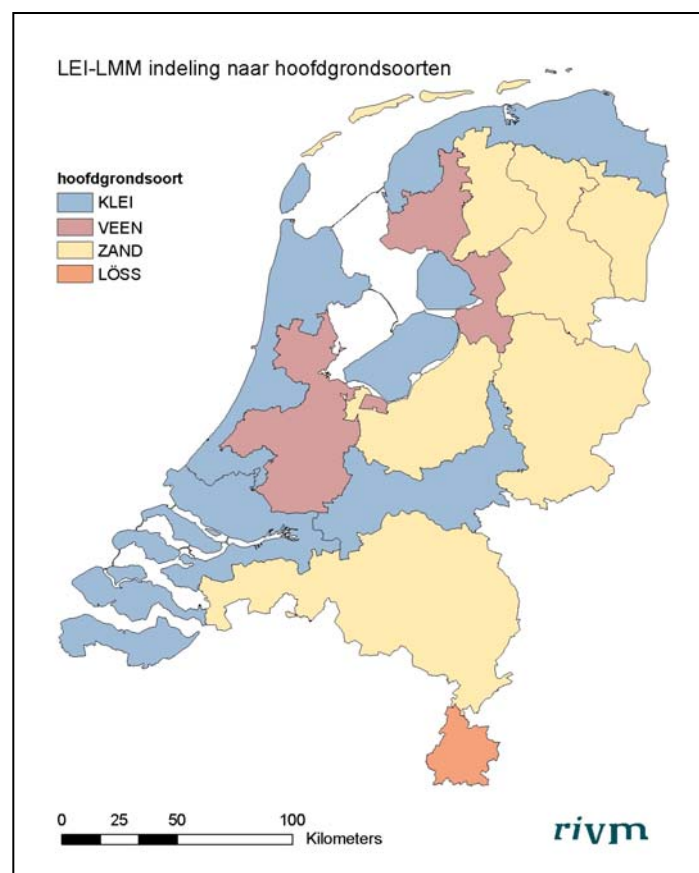 LEI-LMM indeling naar hoofdgrondsoorten
hoofdgrondsoort
KLEI
VEEN
ZAND
LÖSS
0 25 50 100
Kilometers
rivm